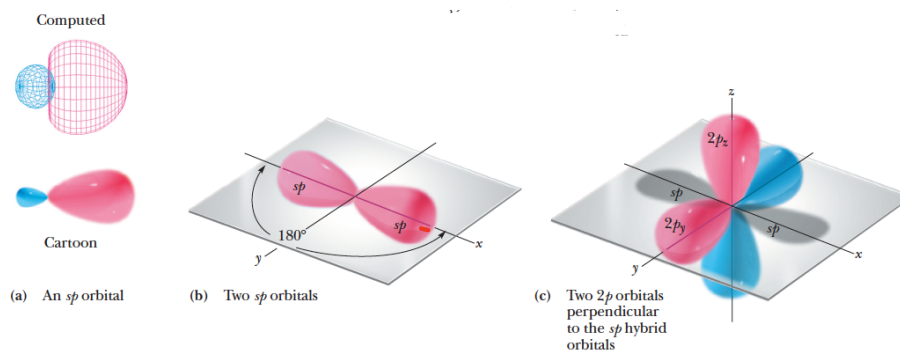 Computed
Cartoon
(a) An sp orbital
sp
sp
180°
x
y
(b) Two sp orbitals
z
2pz
sp
2py
sp
x
y
(c) Two 2p orbitals
perpendicular
to the sp hybrid
orbitals